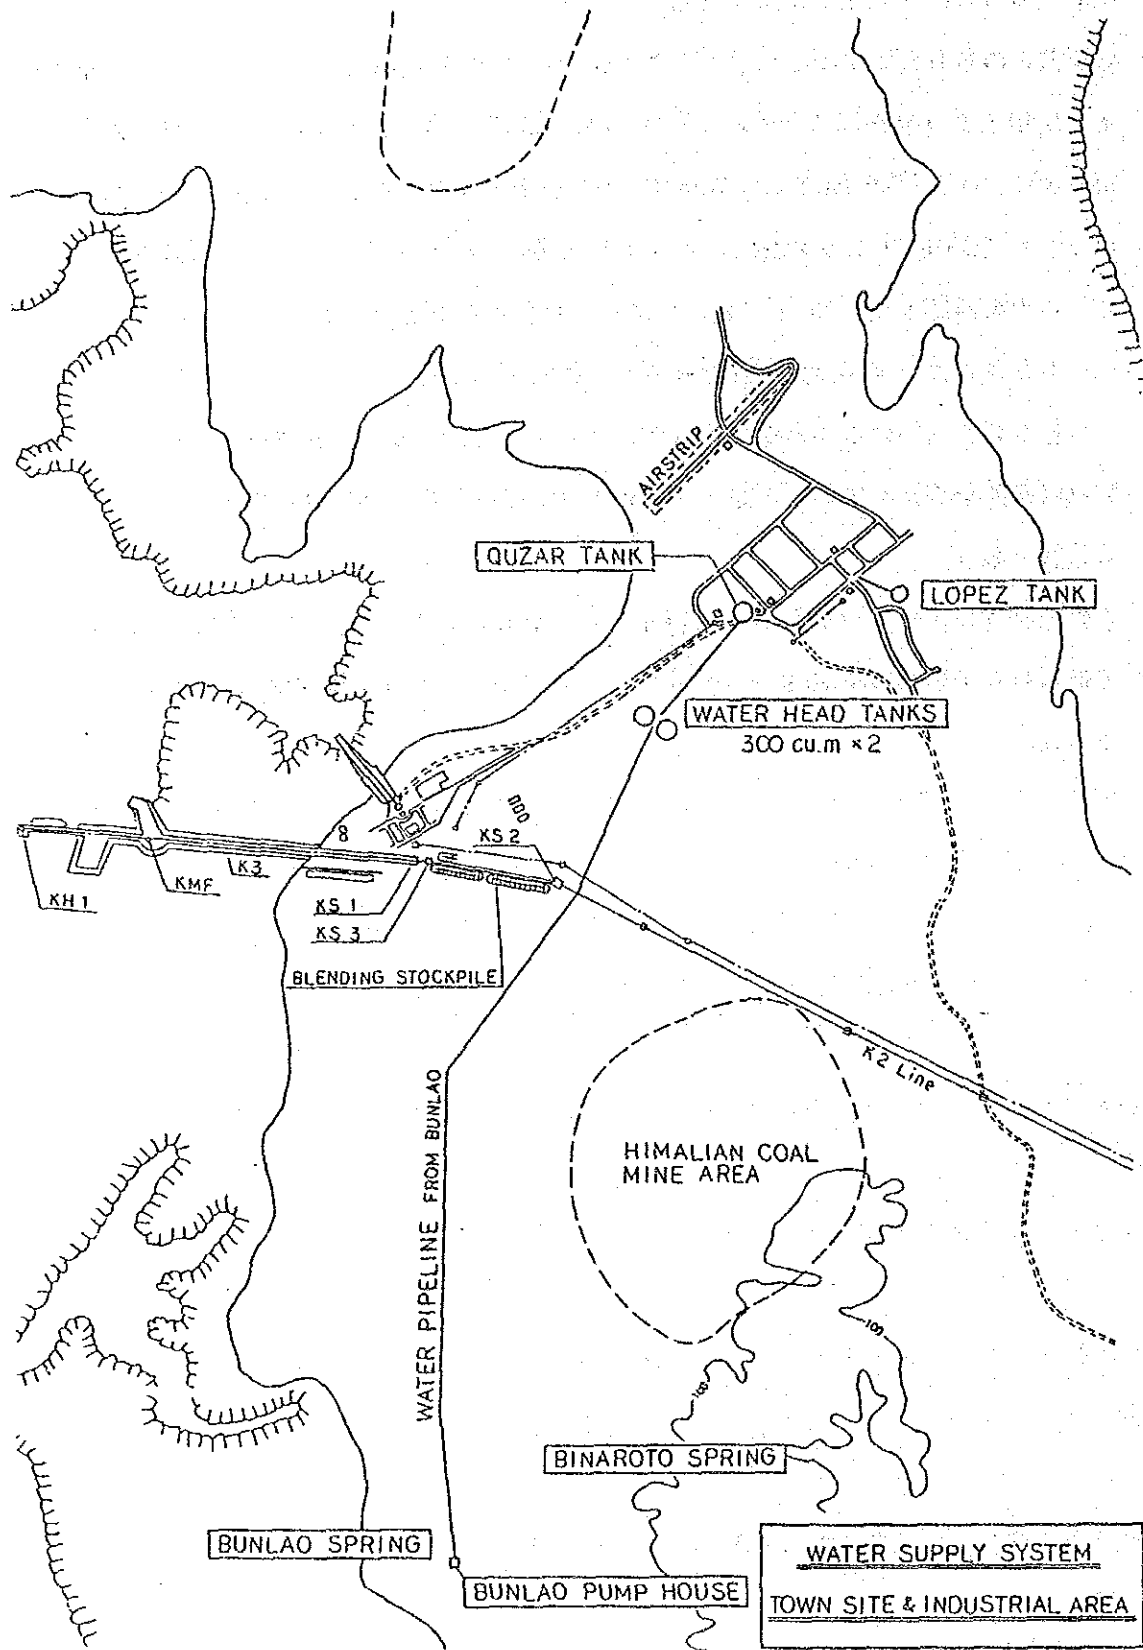 AIRSTRIP
QUZAR TANK
LOPEZ TANK
WATER HEAD TANKS
300 cu.m × 2
8
KS 2
KH 1
KMF
K3
KS 1
KS 3
BLENDING STOCKPILE
K2 Line
WATER PIPELINE FROM BUNLAO
HIMALIAN COAL
MINE AREA
100
100
BINAROTO SPRING
BUNLAO SPRING
BUNLAO PUMP HOUSE
WATER SUPPLY SYSTEM
TOWN SITE & INDUSTRIAL AREA